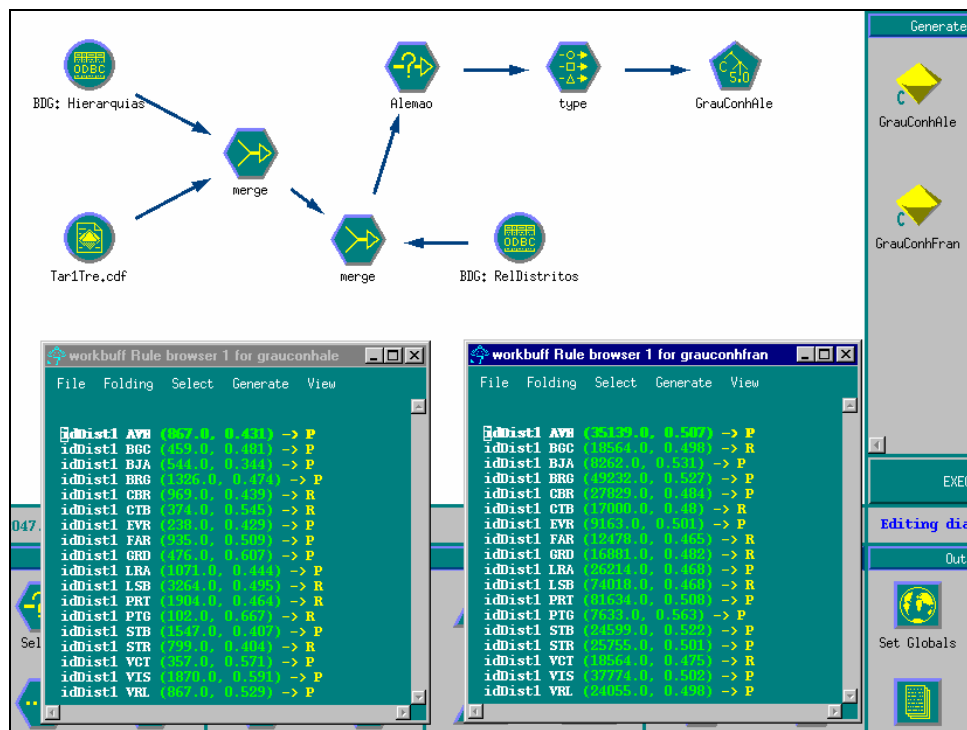 Generate
ODBC
BDG: Hierarquias
Alemao
type
C 5.0
GrauConhAle
C
GrauConhAle
merge
Tar1Tre.cdf
merge
ODBC
BDG: RelDistritos
C
GrauConhFran
workbuff Rule browser 1 for grauconhale
File Folding Select Generate View
idDist1 AVH (867.0, 0.431) -> P
idDist1 BGC (459.0, 0.481) -> P
idDist1 BJA (544.0, 0.344) -> P
idDist1 BRG (1326.0, 0.474) -> P
idDist1 CBR (969.0, 0.439) -> R
idDist1 CTB (374.0, 0.545) -> R
idDist1 EVR (238.0, 0.429) -> P
idDist1 FAR (935.0, 0.509) -> P
idDist1 GRD (476.0, 0.607) -> P
idDist1 LRA (1071.0, 0.444) -> P
idDist1 LSB (3264.0, 0.495) -> R
idDist1 PRT (1904.0, 0.464) -> R
idDist1 PTG (102.0, 0.667) -> R
idDist1 STB (1547.0, 0.407) -> P
idDist1 STR (799.0, 0.404) -> R
idDist1 VCT (357.0, 0.571) -> P
idDist1 VIS (1870.0, 0.591) -> P
idDist1 VRL (867.0, 0.529) -> P
workbuff Rule browser 1 for grauconhfran
File Folding Select Generate View
idDist1 AVH (35139.0, 0.507) -> P
idDist1 BGC (18564.0, 0.498) -> R
idDist1 BJA (8262.0, 0.531) -> P
idDist1 BRG (49232.0, 0.527) -> P
idDist1 CBR (27829.0, 0.484) -> P
idDist1 CTB (17000.0, 0.48) -> R
idDist1 EVR (9163.0, 0.501) -> P
idDist1 FAR (12478.0, 0.465) -> R
idDist1 GRD (16881.0, 0.482) -> R
idDist1 LRA (26214.0, 0.468) -> P
idDist1 LSB (74018.0, 0.468) -> R
idDist1 PRT (81634.0, 0.508) -> P
idDist1 PTG (7633.0, 0.563) -> P
idDist1 STB (24599.0, 0.522) -> P
idDist1 STR (25755.0, 0.501) -> P
idDist1 VCT (18564.0, 0.475) -> R
idDist1 VIS (37774.0, 0.502) -> P
idDist1 VRL (24055.0, 0.498) -> P
EXEC
047.
Editing dia
Out
Sel
Set Globals